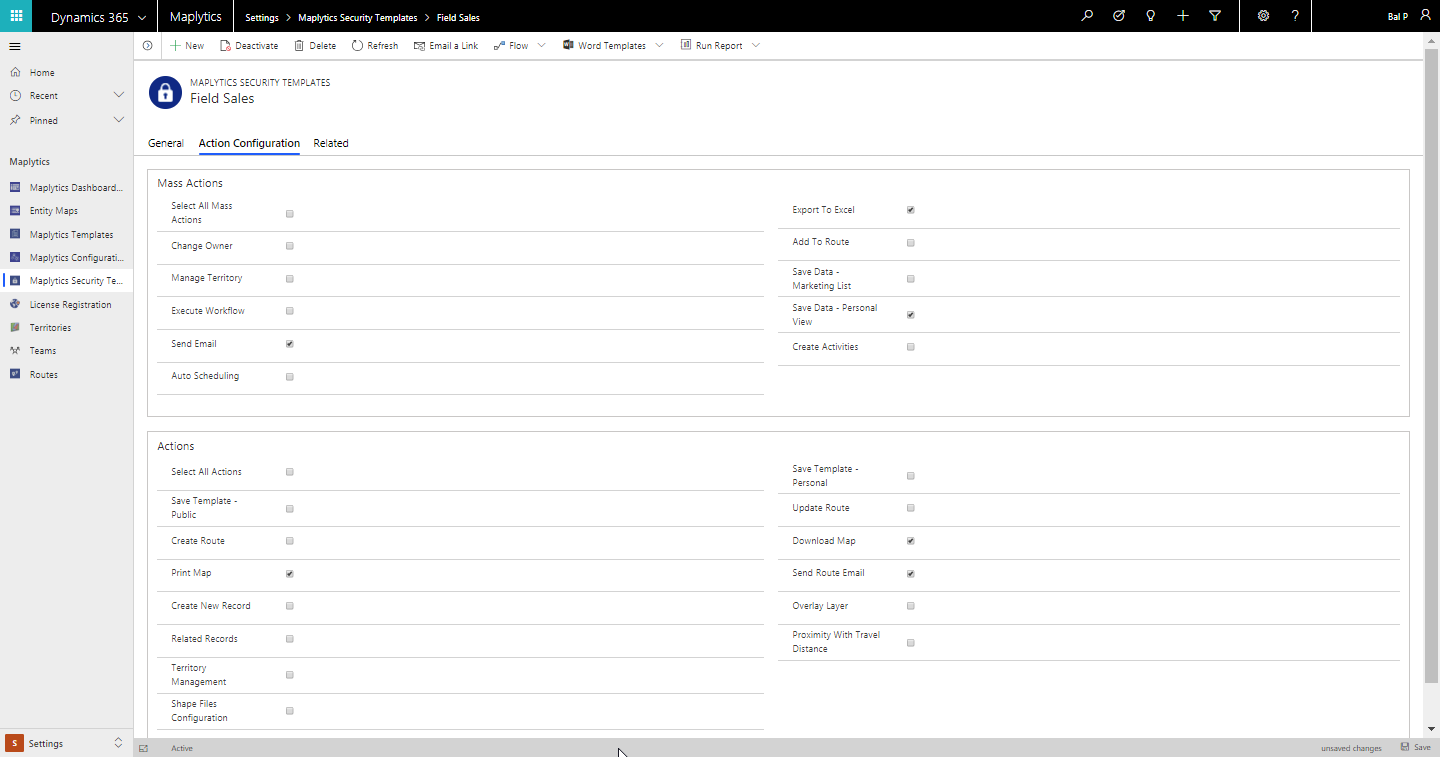 Dynamics 365
Maplytics
Settings > Maplytics Security Templates > Field Sales
?
Bal P
Home
Recent
Pinned
Maplytics
Maplytics Dashboard...
Entity Maps
Maplytics Templates
Maplytics Configurati...
Maplytics Security Te...
License Registration
Territories
Teams
Routes
S
Settings
New
Deactivate
Delete
Refresh
Email a Link
Flow
Word Templates
Run Report
MAPLYTICS SECURITY TEMPLATES
Field Sales
General
Action Configuration
Related
Mass Actions
Select All Mass
Actions
Change Owner
Manage Territory
Execute Workflow
Send Email
Auto Scheduling
Export To Excel
Add To Route
Save Data -
Marketing List
Save Data - Personal
View
Create Activities
Actions
Select All Actions
Save Template -
Public
Create Route
Print Map
Create New Record
Related Records
Territory
Management
Shape Files
Configuration
Save Template -
Personal
Update Route
Download Map
Send Route Email
Overlay Layer
Proximity With Travel
Distance
Active
unsaved changes
Save